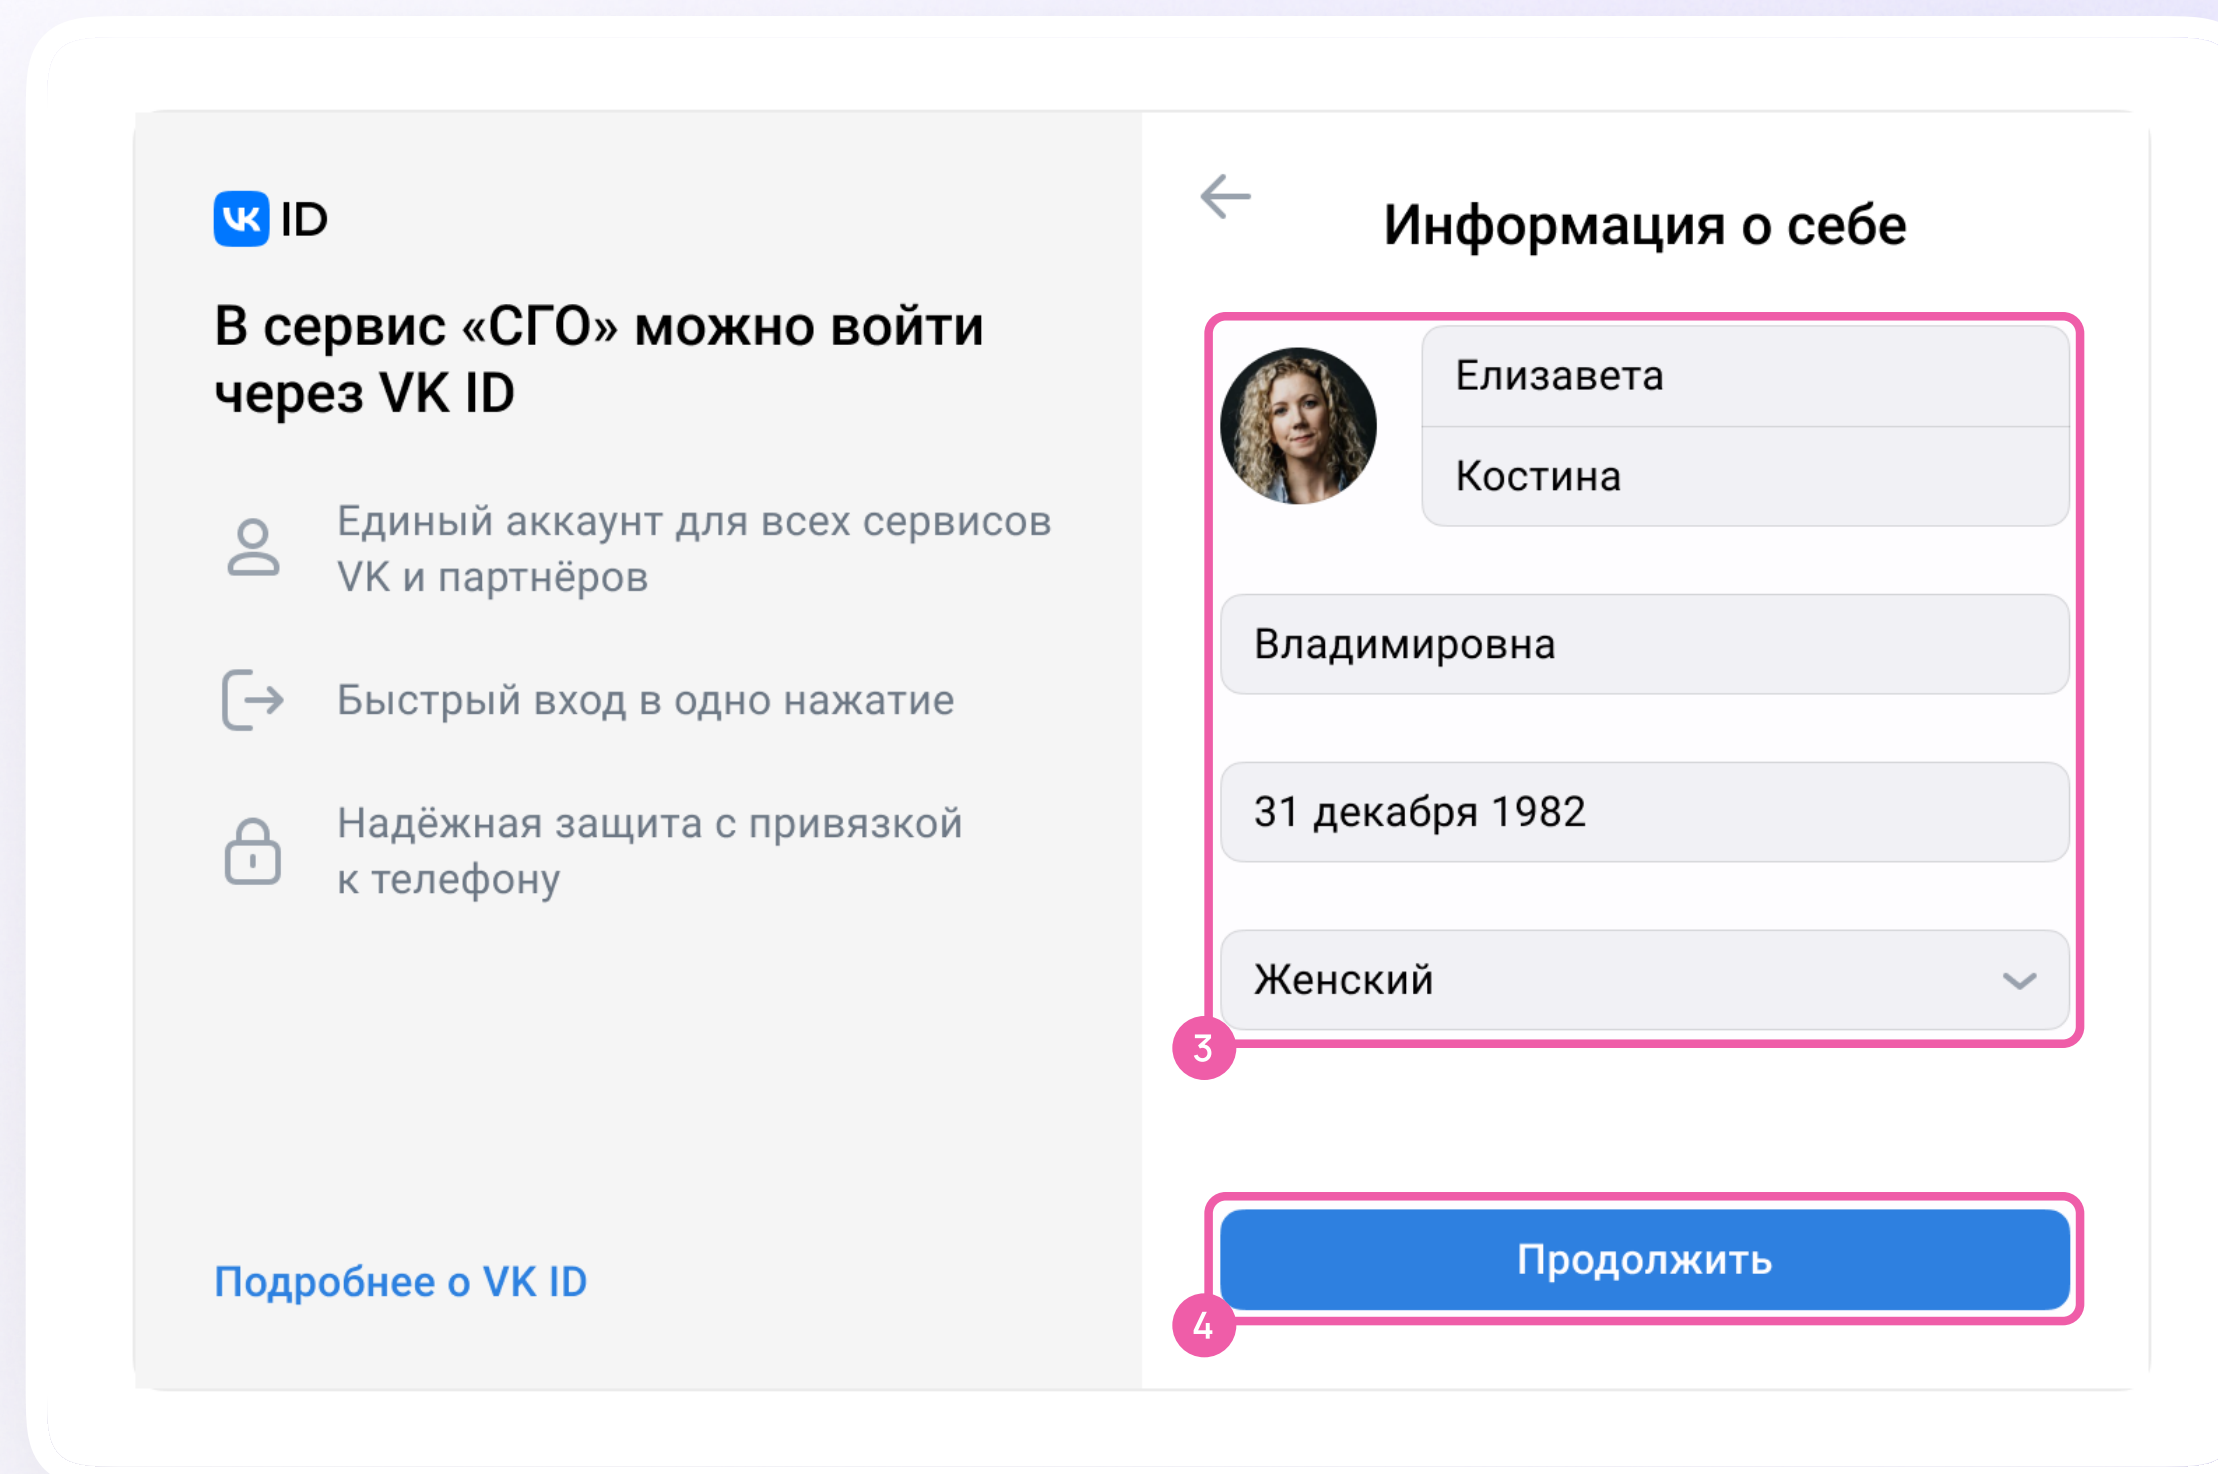 VK ID
В сервис «СГО» можно войти
через VK ID
Единый аккаунт для всех сервисов
VK и партнёров
Быстрый вход в одно нажатие
Надёжная защита с привязкой
к телефону
Подробнее о VK ID
Информация о себе
Елизавета
Костина
Владимировна
31 декабря 1982
Женский
3
Продолжить
4